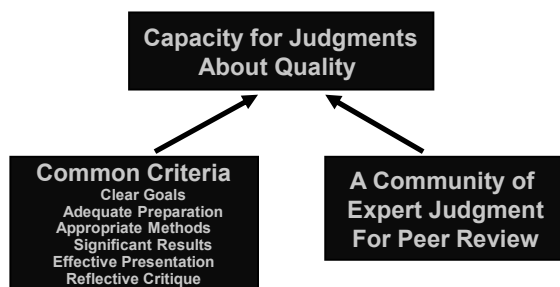 Capacity for Judgments
About Quality
Common Criteria
Clear Goals
Adequate Preparation
Appropriate Methods
Significant Results
Effective Presentation
Reflective Critique
A Community of
Expert Judgment
For Peer Review